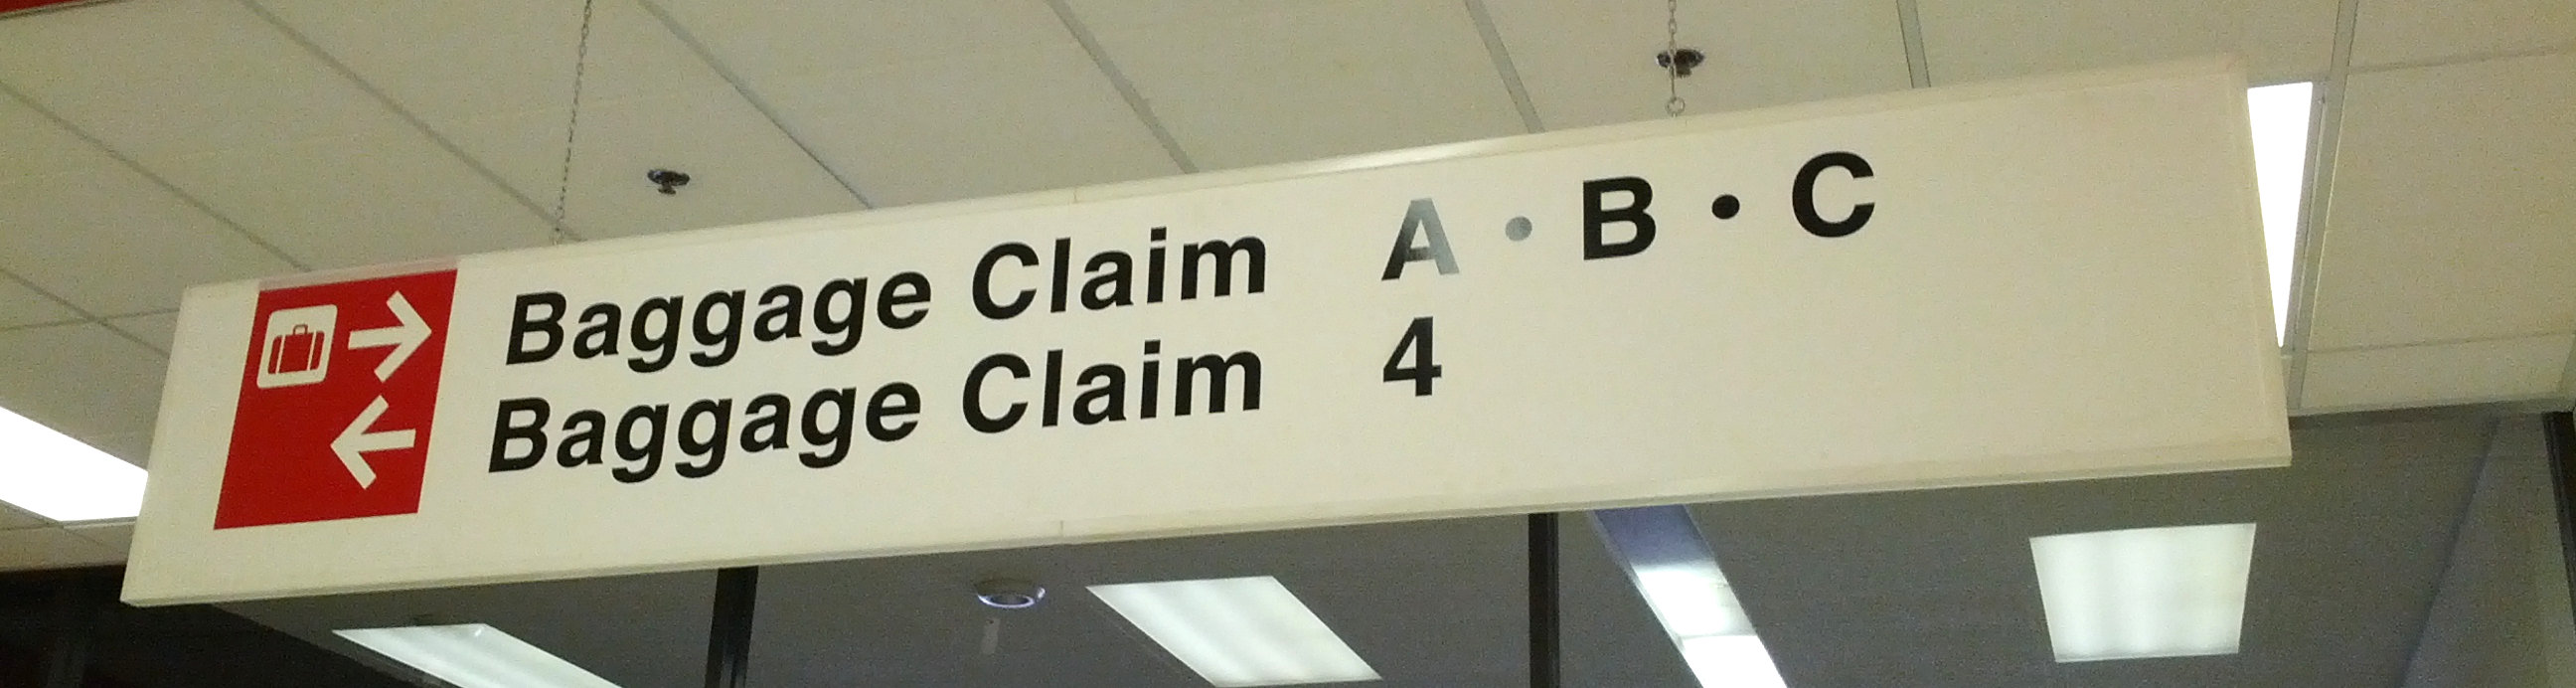 Baggage Claim A • B • C
Baggage Claim 4